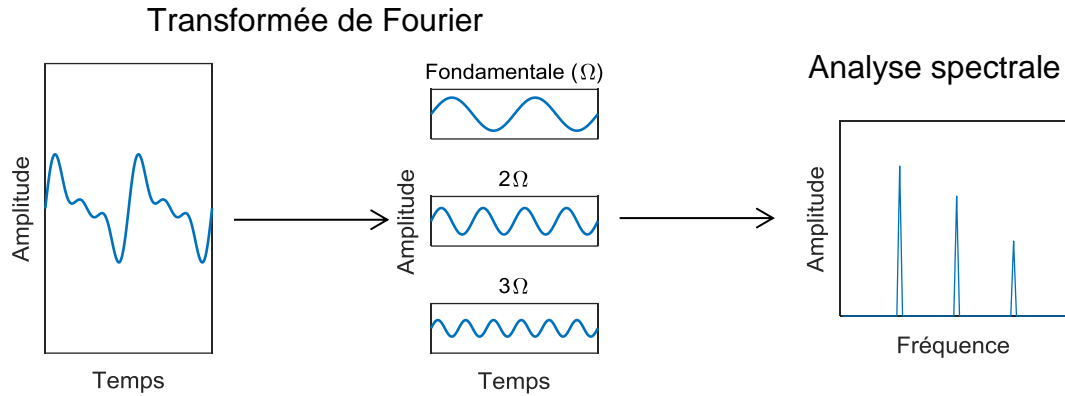 Transformée de Fourier
Amplitude
Temps
Fondamentale (Ω)
2Ω
Amplitude
3Ω
Temps
Analyse spectrale
Amplitude
Fréquence